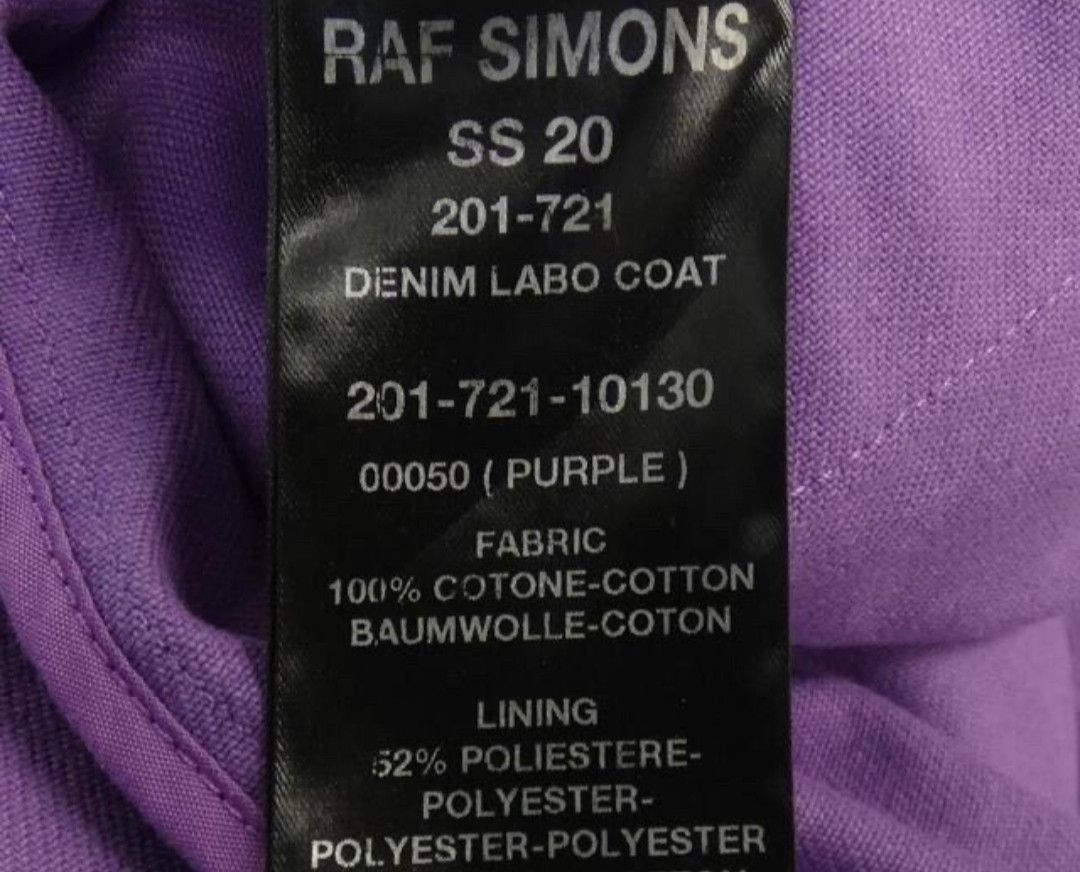 RAF SIMONS
SS 20
201-721
DENIM LABO COAT
201-721-10130
00050 ( PURPLE )
FABRIC
100% COTONE-COTTON
BAUMWOLLE-COTON
LINING
52% POLIESTERE-
POLYESTER-
POLYESTER-POLYESTER